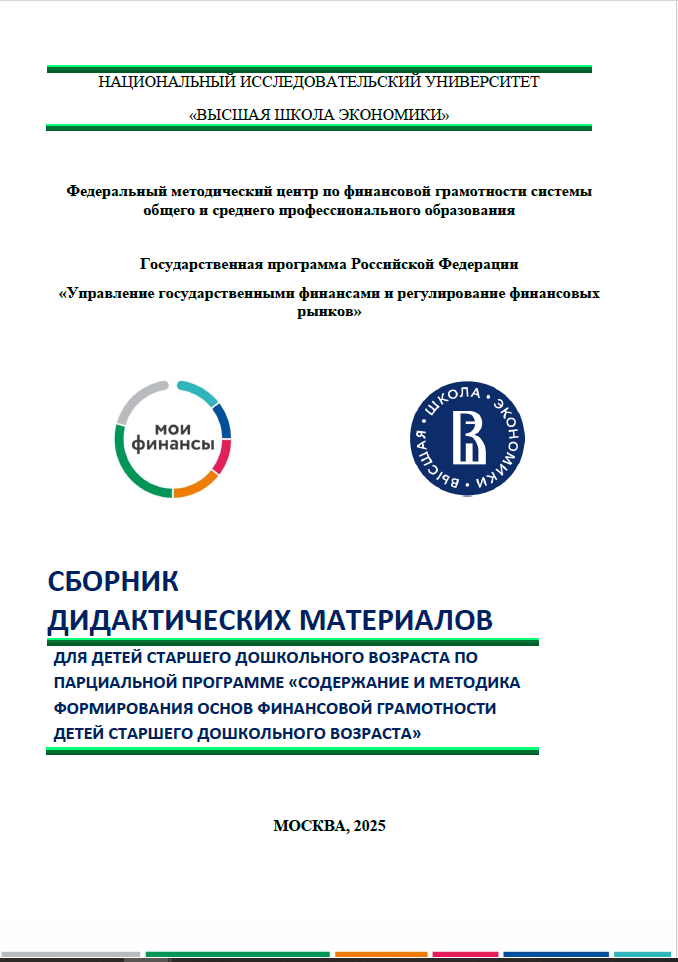 НАЦИОНАЛЬНЫЙ ИССЛЕДОВАТЕЛЬСКИЙ УНИВЕРСИТЕТ
«ВЫСШАЯ ШКОЛА ЭКОНОМИКИ»
Федеральный методический центр по финансовой грамотности системы
общего и среднего профессионального образования
Государственная программа Российской Федерации
«Управление государственными финансами и регулирование финансовых
рынков»
мои
финансы
ВЫСШАЯ • ШКОЛА • ЭКОНОМИКИ •
СБОРНИК
ДИДАКТИЧЕСКИХ МАТЕРИАЛОВ
ДЛЯ ДЕТЕЙ СТАРШЕГО ДОШКОЛЬНОГО ВОЗРАСТА ПО
ПАРЦИАЛЬНОЙ ПРОГРАММЕ «СОДЕРЖАНИЕ И МЕТОДИКА
ФОРМИРОВАНИЯ ОСНОВ ФИНАНСОВОЙ ГРАМОТНОСТИ
ДЕТЕЙ СТАРШЕГО ДОШКОЛЬНОГО ВОЗРАСТА»
МОСКВА, 2025